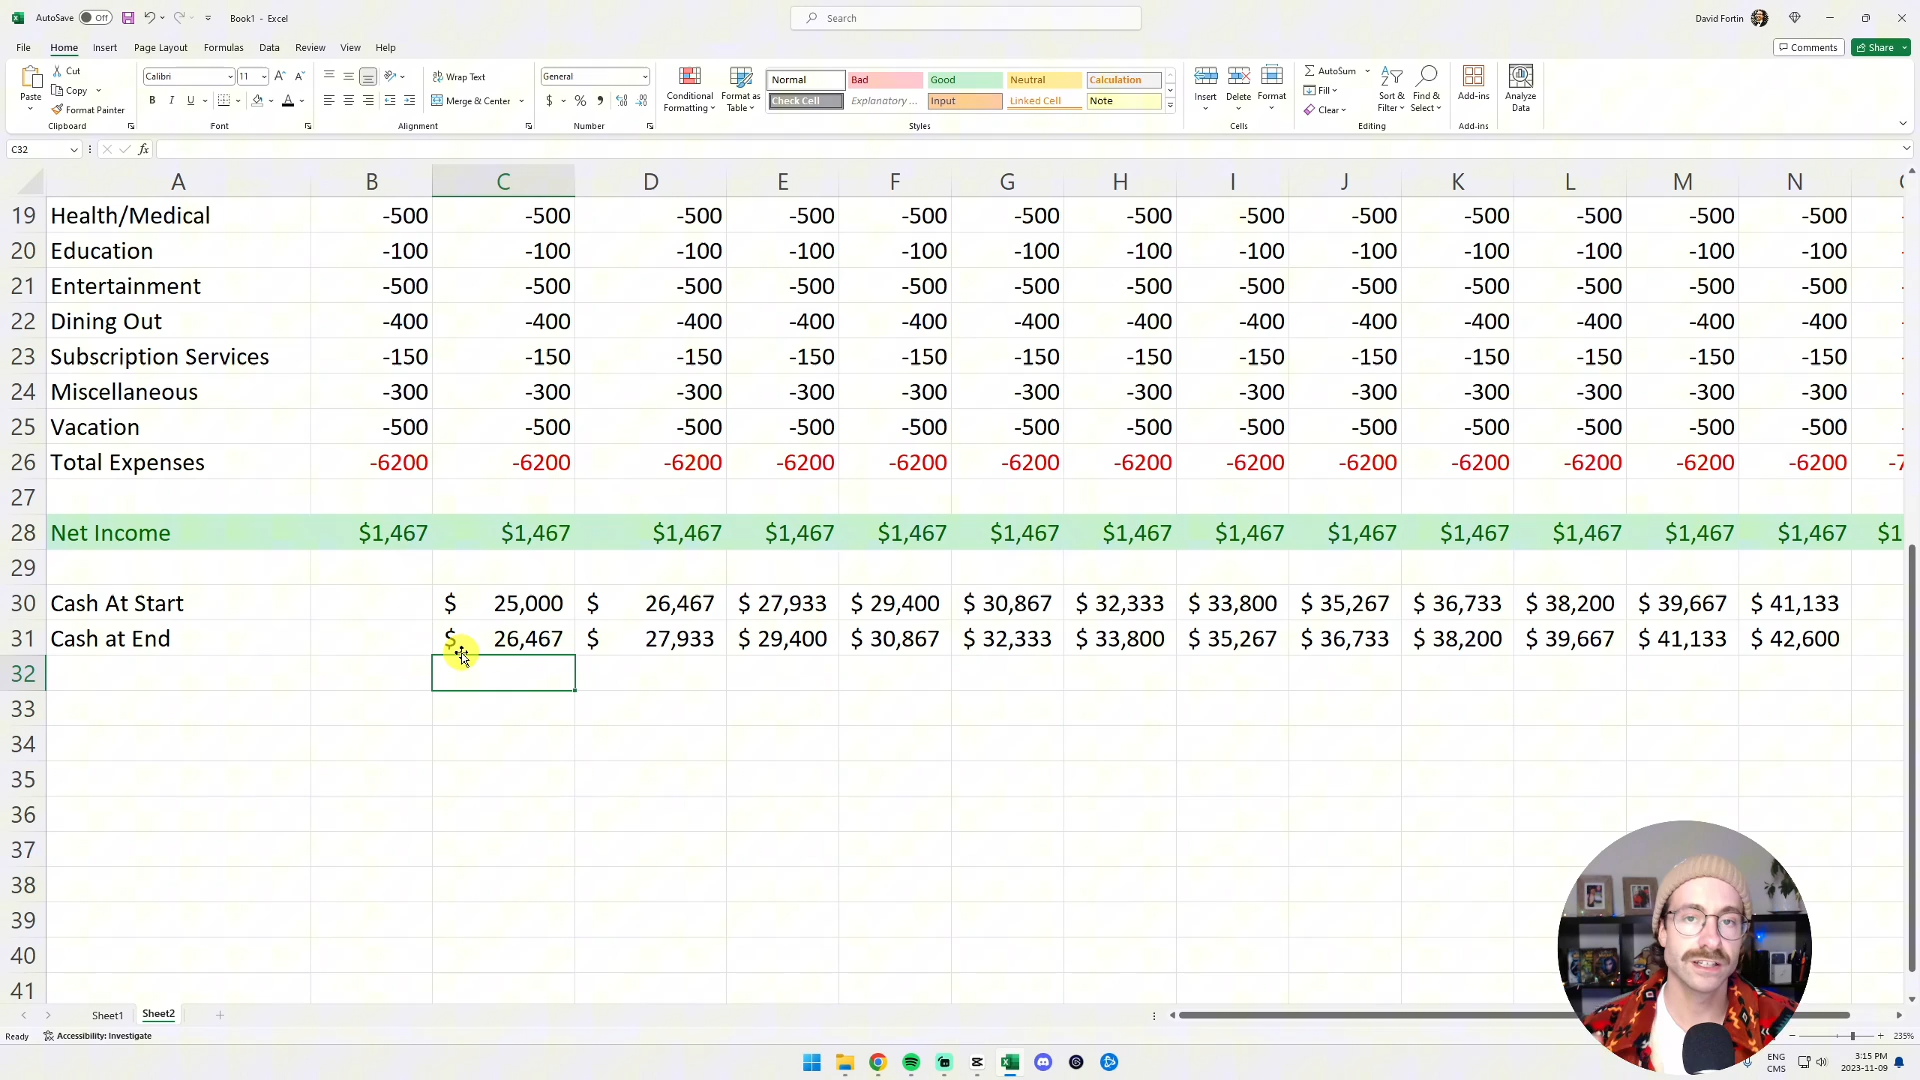 AutoSave Off Book1 - Excel Search David Fortin
File Home Insert Page Layout Formulas Data Review View Help Comments Share
Paste Cut Copy Format Painter Clipboard
Calibri 11 A A B I U A Font
Wrap Text Merge & Center Alignment
General $ % Number
Conditional Formatting Format as Table
Normal Bad Good Neutral Calculation
Check Cell Explanatory ... Input Linked Cell Note
Styles
Insert Delete Format Cells
AutoSum Fill Clear Sort & Filter Find & Select Editing
Add-ins Add-ins
Analyze Data
C32 fx
A B C D E F G H I J K L M N
19 Health/Medical -500 -500 -500 -500 -500 -500 -500 -500 -500 -500 -500 -500 -500
20 Education -100 -100 -100 -100 -100 -100 -100 -100 -100 -100 -100 -100 -100
21 Entertainment -500 -500 -500 -500 -500 -500 -500 -500 -500 -500 -500 -500 -500
22 Dining Out -400 -400 -400 -400 -400 -400 -400 -400 -400 -400 -400 -400 -400
23 Subscription Services -150 -150 -150 -150 -150 -150 -150 -150 -150 -150 -150 -150 -150
24 Miscellaneous -300 -300 -300 -300 -300 -300 -300 -300 -300 -300 -300 -300 -300
25 Vacation -500 -500 -500 -500 -500 -500 -500 -500 -500 -500 -500 -500 -500
26 Total Expenses -6200 -6200 -6200 -6200 -6200 -6200 -6200 -6200 -6200 -6200 -6200 -6200 -6200 -7
27
28 Net Income $1,467 $1,467 $1,467 $1,467 $1,467 $1,467 $1,467 $1,467 $1,467 $1,467 $1,467 $1,467 $1,467 $1
29
30 Cash At Start $ 25,000 $ 26,467 $ 27,933 $ 29,400 $ 30,867 $ 32,333 $ 33,800 $ 35,267 $ 36,733 $ 38,200 $ 39,667 $ 41,133
31 Cash at End $ 26,467 $ 27,933 $ 29,400 $ 30,867 $ 32,333 $ 33,800 $ 35,267 $ 36,733 $ 38,200 $ 39,667 $ 41,133 $ 42,600
32
33
34
35
36
37
38
39
40
41
Sheet1 Sheet2
Ready Accessibility: Investigate 235%
ENG CMS 3:15 PM 2023-11-09